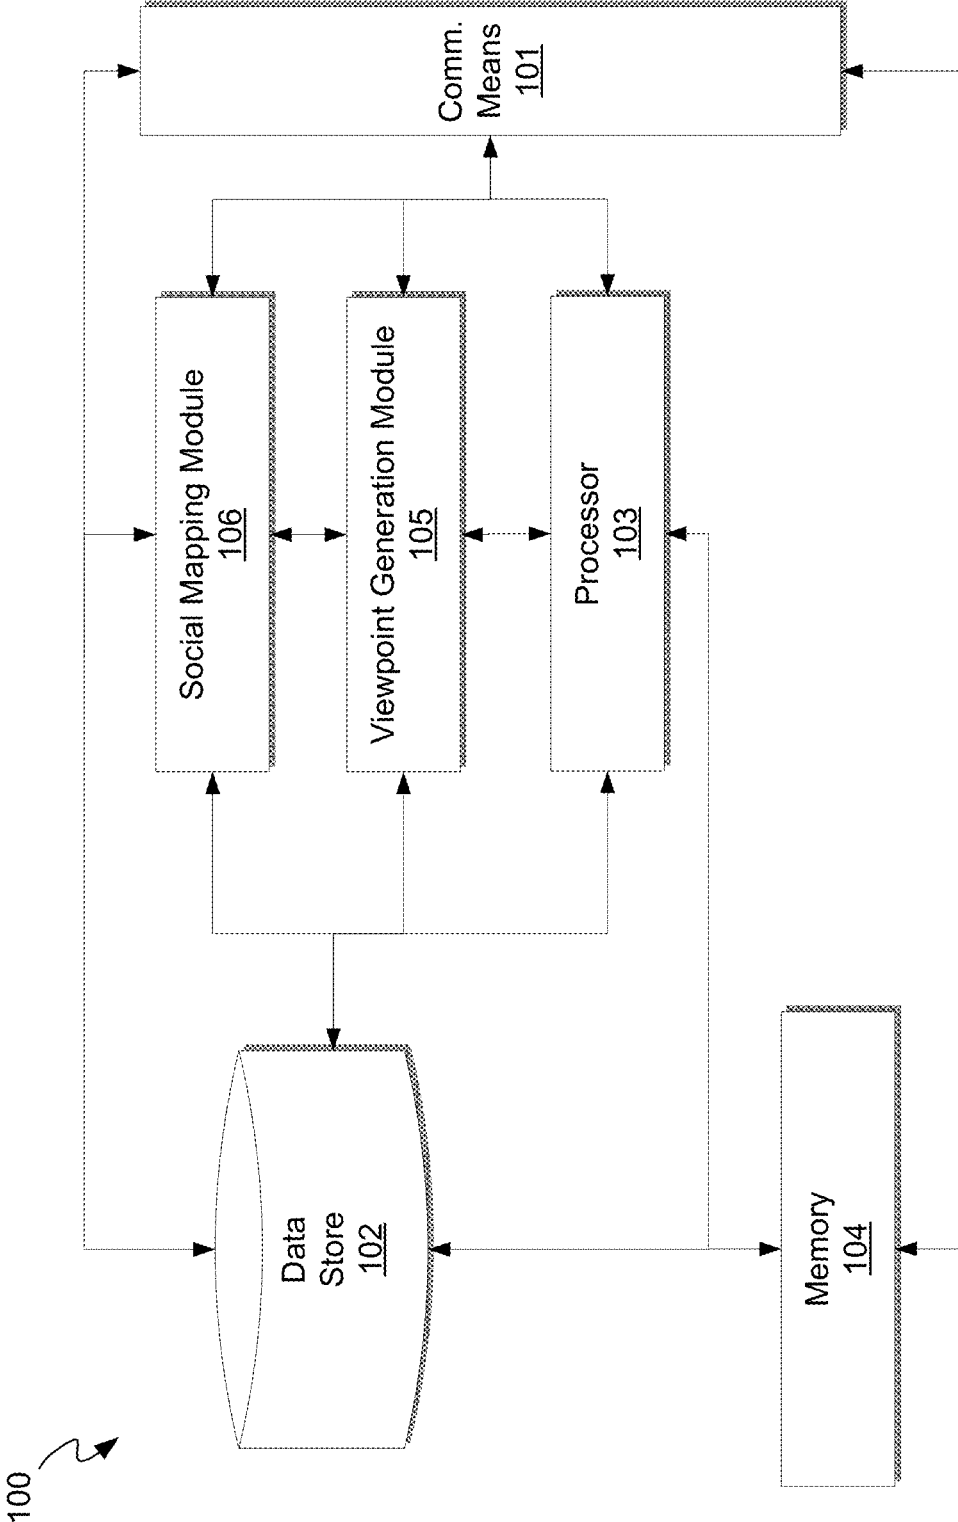 100
Data
Store
102
Memory
104
Social Mapping Module
106
Viewpoint Generation Module
105
Processor
103
Comm.
Means
101